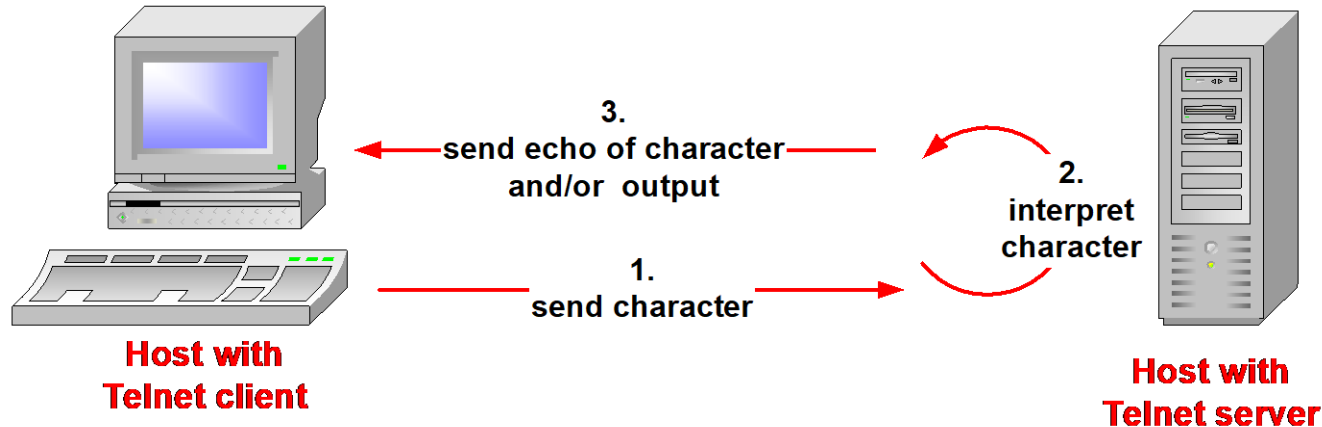 3.
send echo of character
and/or output
2.
interpret
character
1.
send character
Host with
Telnet client
Host with
Telnet server